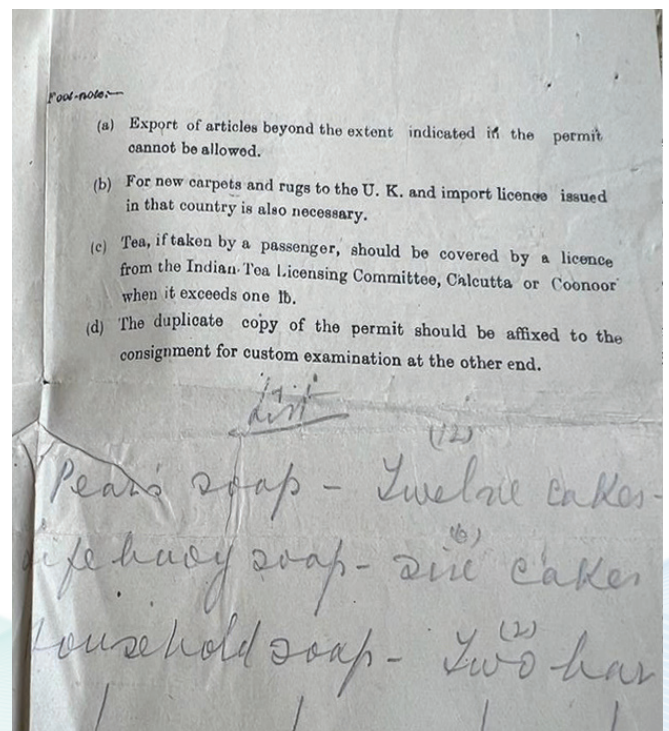 Foot-note:—
(a) Export of articles beyond the extent indicated in the permit
cannot be allowed.
(b) For new carpets and rugs to the U. K. and import licence issued
in that country is also necessary.
(c) Tea, if taken by a passenger, should be covered by a licence
from the Indian Tea Licensing Committee, Calcutta or Coonoor
when it exceeds one lb.
(d) The duplicate copy of the permit should be affixed to the
consignment for custom examination at the other end.
List
(12)
Pears soap - Twelve cakes-
(6)
ifebuoy soap - six cakes
(2)
ousehold soap - Two bar